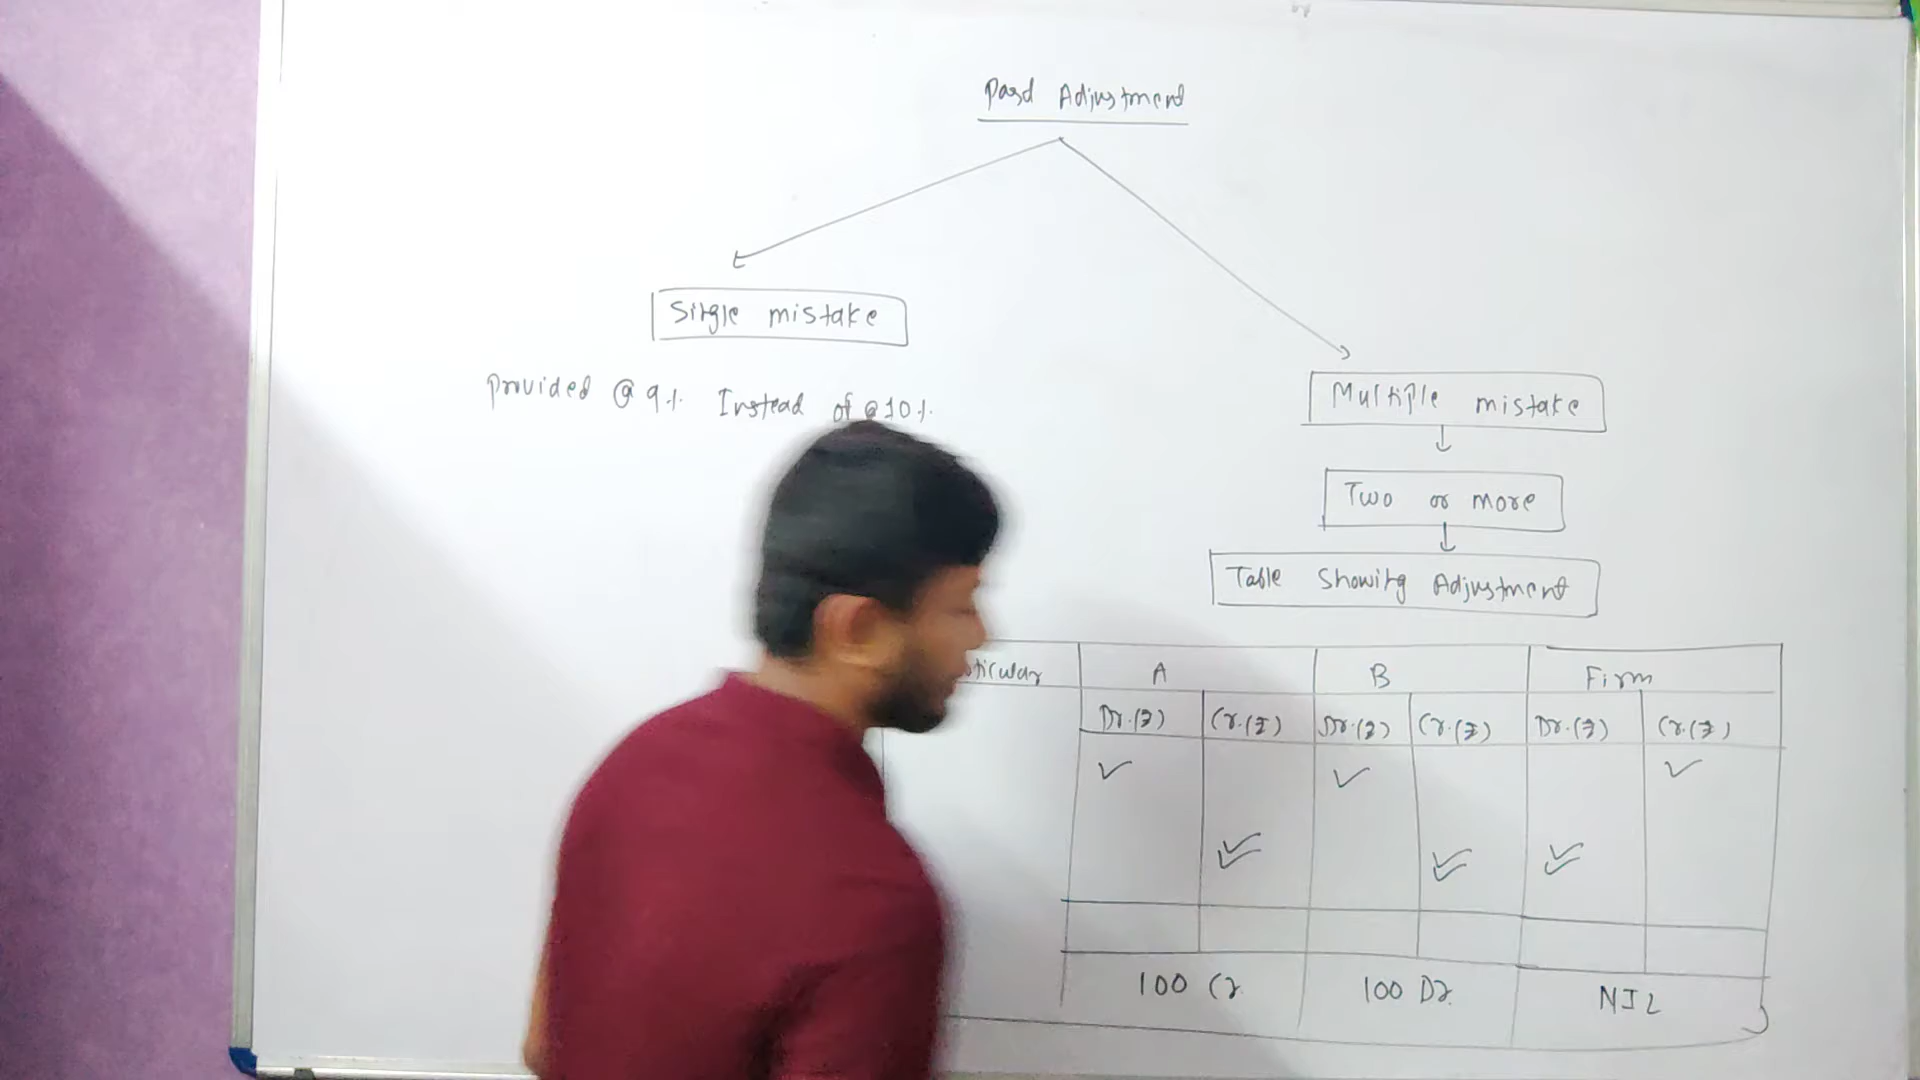 Past Adjustment
Single mistake
Provided @ 9% Instead of @ 10%
Multiple mistake
Two or more
Table Showing Adjustment
A B Firm
Dr.(₹) Cr.(₹) Dr.(₹) Cr.(₹) Dr.(₹) Cr.(₹)
100 Cr. 100 Dr. NIL